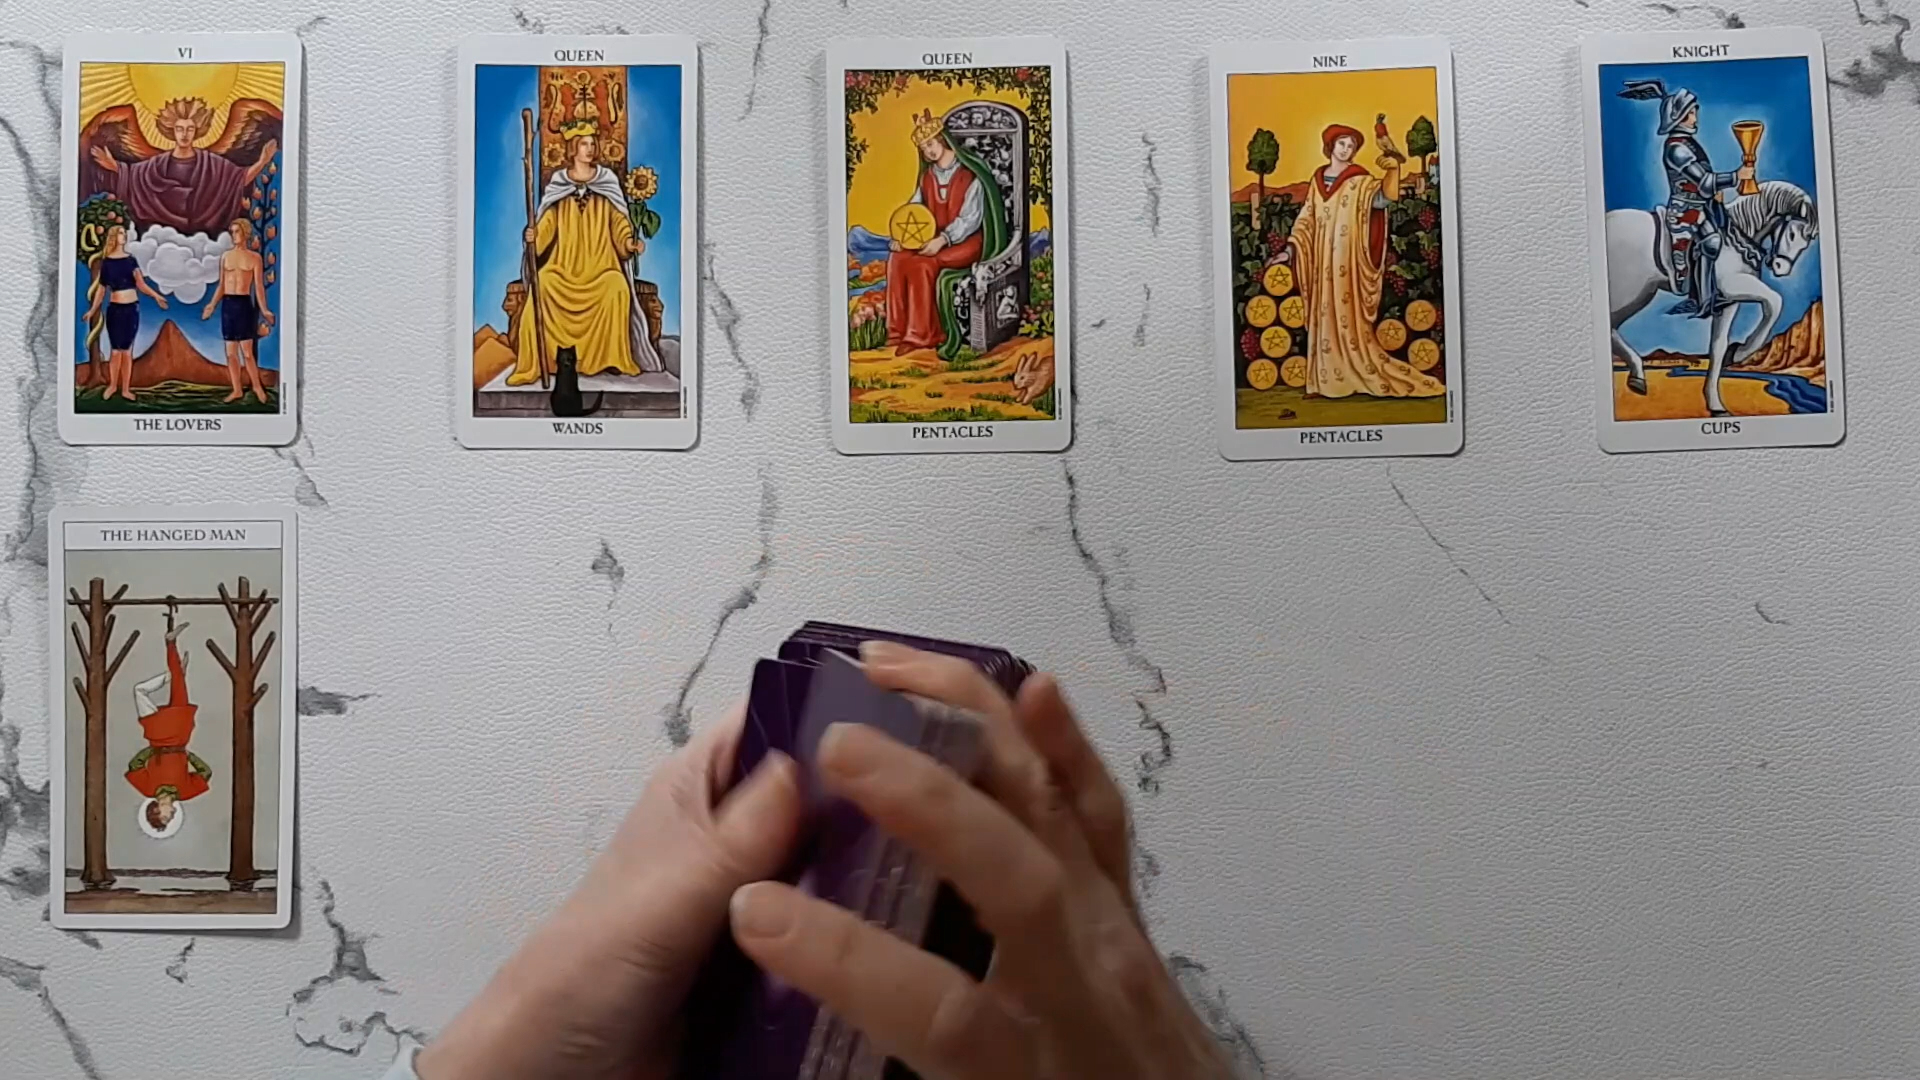 VI
THE LOVERS
QUEEN
WANDS
QUEEN
PENTACLES
NINE
PENTACLES
KNIGHT
CUPS
THE HANGED MAN